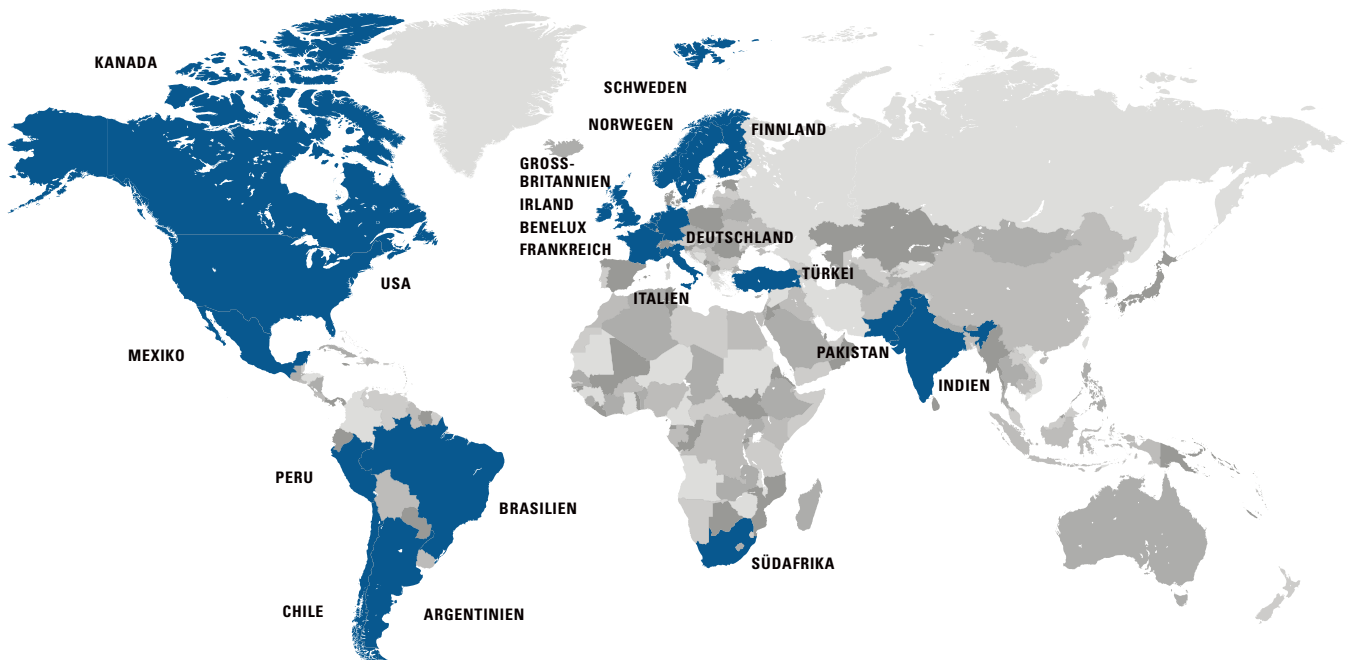 KANADA
SCHWEDEN
NORWEGEN
FINNLAND
GROSS-
BRITANNIEN
IRLAND
BENELUX
FRANKREICH
DEUTSCHLAND
TÜRKEI
USA
ITALIEN
MEXIKO
PAKISTAN
INDIEN
PERU
BRASILIEN
SÜDAFRIKA
CHILE
ARGENTINIEN